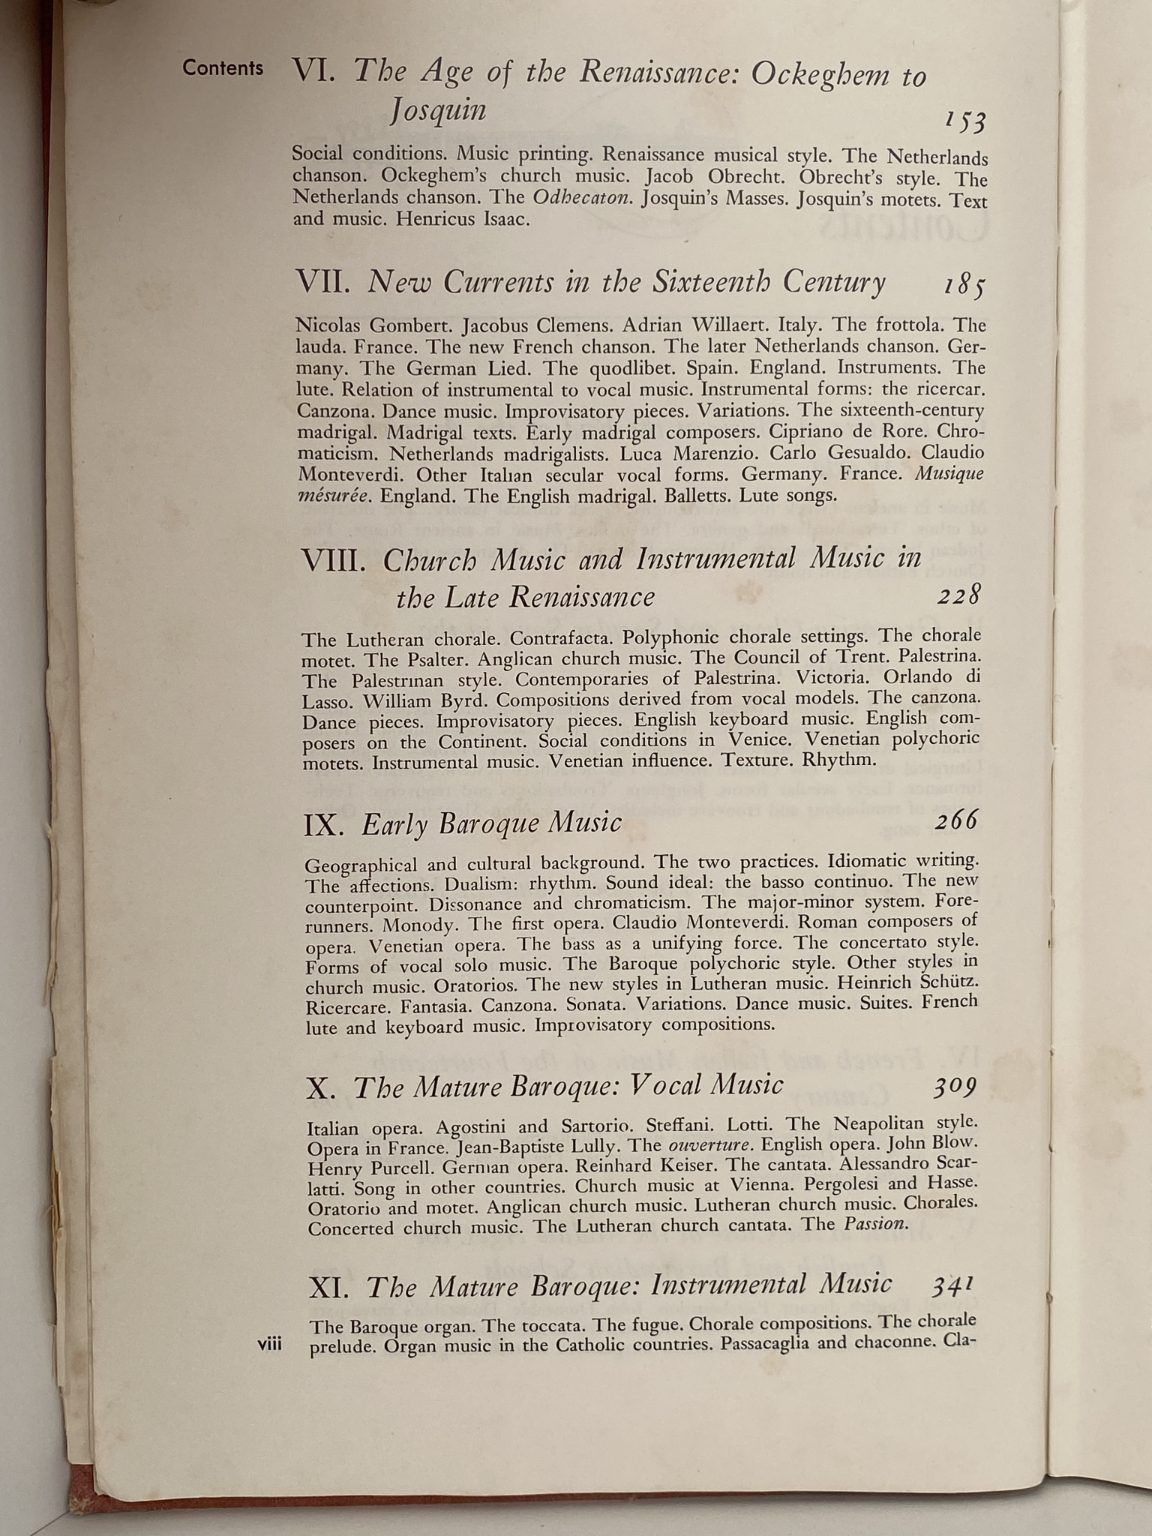 Contents
VI. The Age of the Renaissance: Ockeghem to
Josquin 153
Social conditions. Music printing. Renaissance musical style. The Netherlands
chanson. Ockeghem's church music. Jacob Obrecht. Obrecht's style. The
Netherlands chanson. The Odhecaton. Josquin's Masses. Josquin's motets. Text
and music. Henricus Isaac.
VII. New Currents in the Sixteenth Century 185
Nicolas Gombert. Jacobus Clemens. Adrian Willaert. Italy. The frottola. The
lauda. France. The new French chanson. The later Netherlands chanson. Ger-
many. The German Lied. The quodlibet. Spain. England. Instruments. The
lute. Relation of instrumental to vocal music. Instrumental forms: the ricercar.
Canzona. Dance music. Improvisatory pieces. Variations. The sixteenth-century
madrigal. Madrigal texts. Early madrigal composers. Cipriano de Rore. Chro-
maticism. Netherlands madrigalists. Luca Marenzio. Carlo Gesualdo. Claudio
Monteverdi. Other Italian secular vocal forms. Germany. France. Musique
mésurée. England. The English madrigal. Balletts. Lute songs.
VIII. Church Music and Instrumental Music in
the Late Renaissance 228
The Lutheran chorale. Contrafacta. Polyphonic chorale settings. The chorale
motet. The Psalter. Anglican church music. The Council of Trent. Palestrina.
The Palestrinan style. Contemporaries of Palestrina. Victoria. Orlando di
Lasso. William Byrd. Compositions derived from vocal models. The canzona.
Dance pieces. Improvisatory pieces. English keyboard music. English com-
posers on the Continent. Social conditions in Venice. Venetian polychoric
motets. Instrumental music. Venetian influence. Texture. Rhythm.
IX. Early Baroque Music 266
Geographical and cultural background. The two practices. Idiomatic writing.
The affections. Dualism: rhythm. Sound ideal: the basso continuo. The new
counterpoint. Dissonance and chromaticism. The major-minor system. Fore-
runners. Monody. The first opera. Claudio Monteverdi. Roman composers of
opera. Venetian opera. The bass as a unifying force. The concertato style.
Forms of vocal solo music. The Baroque polychoric style. Other styles in
church music. Oratorios. The new styles in Lutheran music. Heinrich Schütz.
Ricercare. Fantasia. Canzona. Sonata. Variations. Dance music. Suites. French
lute and keyboard music. Improvisatory compositions.
X. The Mature Baroque: Vocal Music 309
Italian opera. Agostini and Sartorio. Steffani. Lotti. The Neapolitan style.
Opera in France. Jean-Baptiste Lully. The ouverture. English opera. John Blow.
Henry Purcell. German opera. Reinhard Keiser. The cantata. Alessandro Scar-
latti. Song in other countries. Church music at Vienna. Pergolesi and Hasse.
Oratorio and motet. Anglican church music. Lutheran church music. Chorales.
Concerted church music. The Lutheran church cantata. The Passion.
XI. The Mature Baroque: Instrumental Music 341
The Baroque organ. The toccata. The fugue. Chorale compositions. The chorale
viii prelude. Organ music in the Catholic countries. Passacaglia and chaconne. Cla-